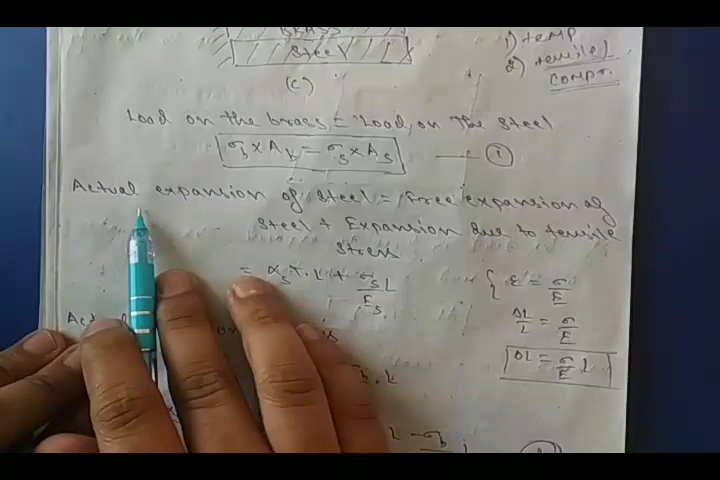 BRASS
steel
1) temp
2) tensile/
compr.
(c)
Load on the brass = Load on the steel
σb × Ab = σs × As — ①
Actual expansion of steel = Free expansion of
steel + Expansion due to tensile
stress
= αs T. L + σs L / Es.
{ ε = σ/E
ΔL/L = σ/E
ΔL = σ/E . L